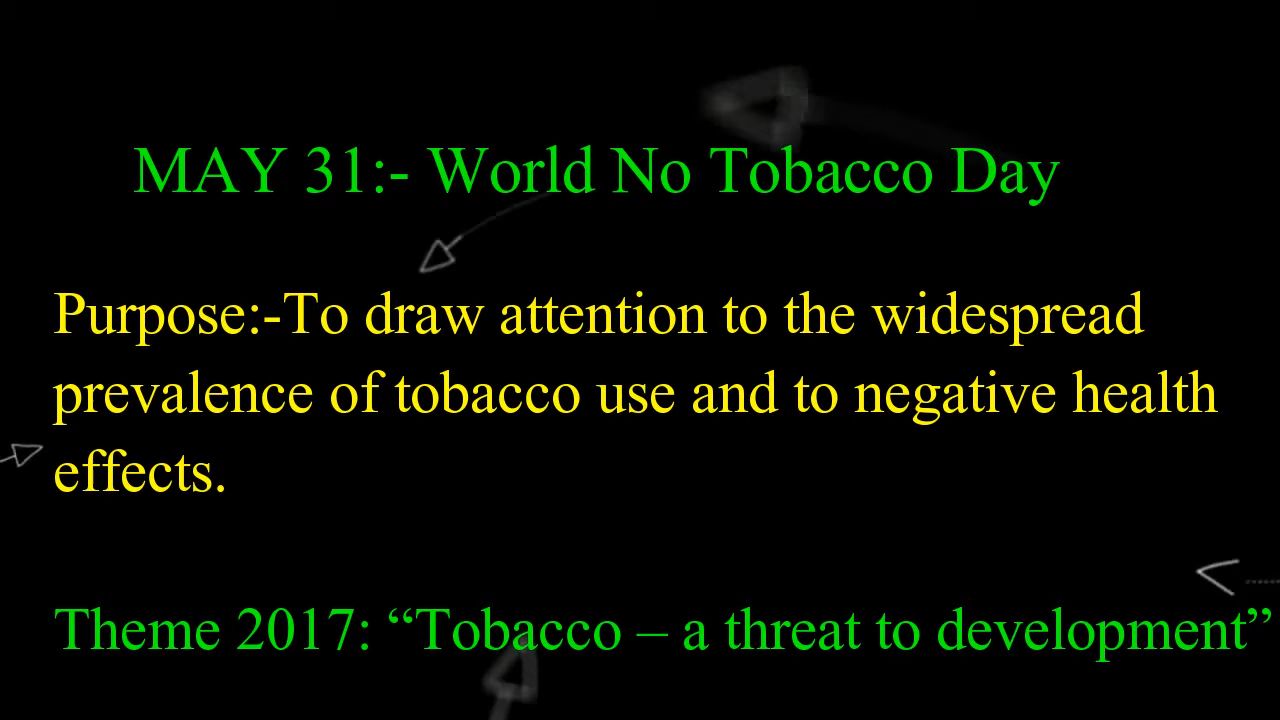 MAY 31:- World No Tobacco Day
Purpose:-To draw attention to the widespread
prevalence of tobacco use and to negative health
effects.
Theme 2017: “Tobacco – a threat to development”